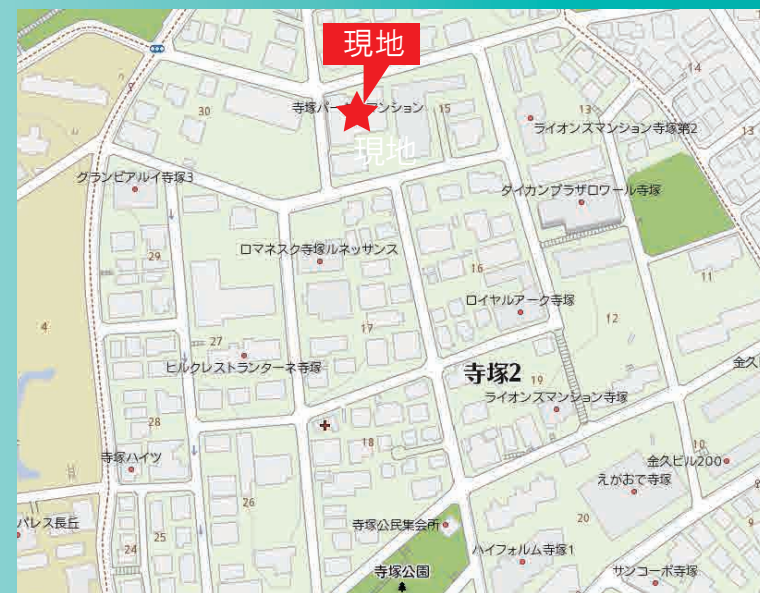 現地
14
30
寺塚パー
ンション
15
13
ライオンズマンション寺塚第2
13
現地
グランピアルイ寺塚3
ダイカンプラザロワール寺塚
ロマネスク寺塚ルネッサンス
29
16
11
4
ロイヤルアーク寺塚
17
12
27
ヒルクレストランターネ寺塚
寺塚2
19
金久
ライオンズマンション寺塚
28
18
10
寺塚ハイツ
金久ビル200
えがおで寺塚
26
20
パレス長丘
寺塚公民集会所
9
25
24
ハイフォルム寺塚1
寺塚公園
サンコーポ寺塚